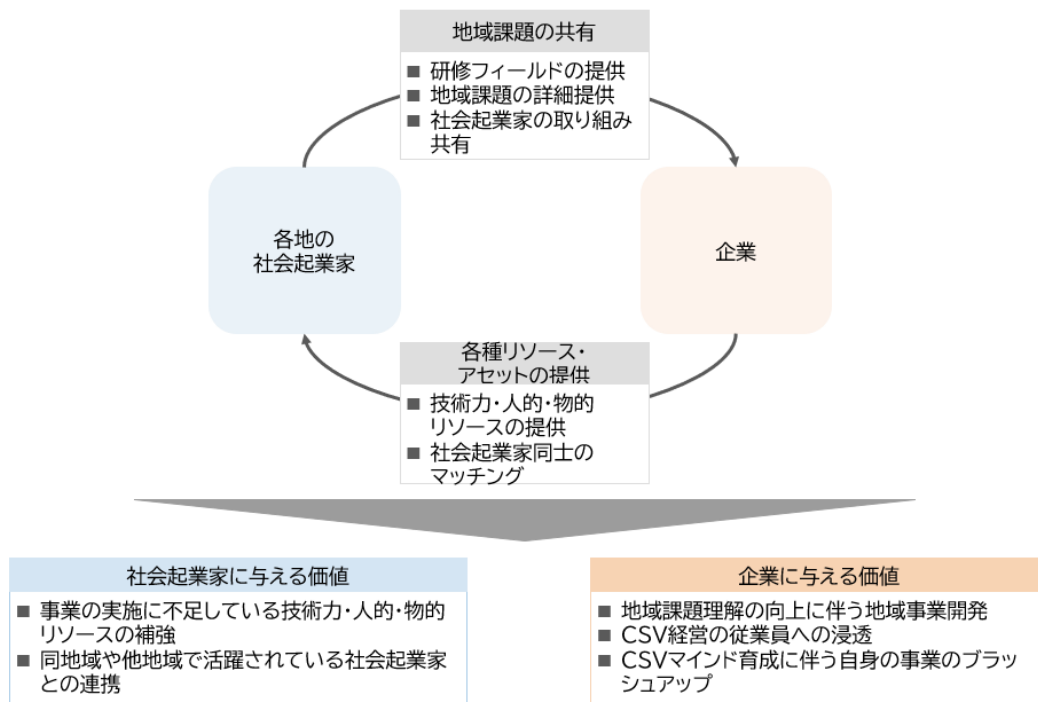 地域課題の共有
■ 研修フィールドの提供
■ 地域課題の詳細提供
■ 社会起業家の取り組み
共有
各地の
社会起業家
企業
各種リソース・
アセットの提供
■ 技術力・人的・物的
リソースの提供
■ 社会起業家同士の
マッチング
社会起業家に与える価値
■ 事業の実施に不足している技術力・人的・物的
リソースの補強
■ 同地域や他地域で活躍されている社会起業家
との連携
企業に与える価値
■ 地域課題理解の向上に伴う地域事業開発
■ CSV経営の従業員への浸透
■ CSVマインド育成に伴う自身の事業のブラッ
シュアップ